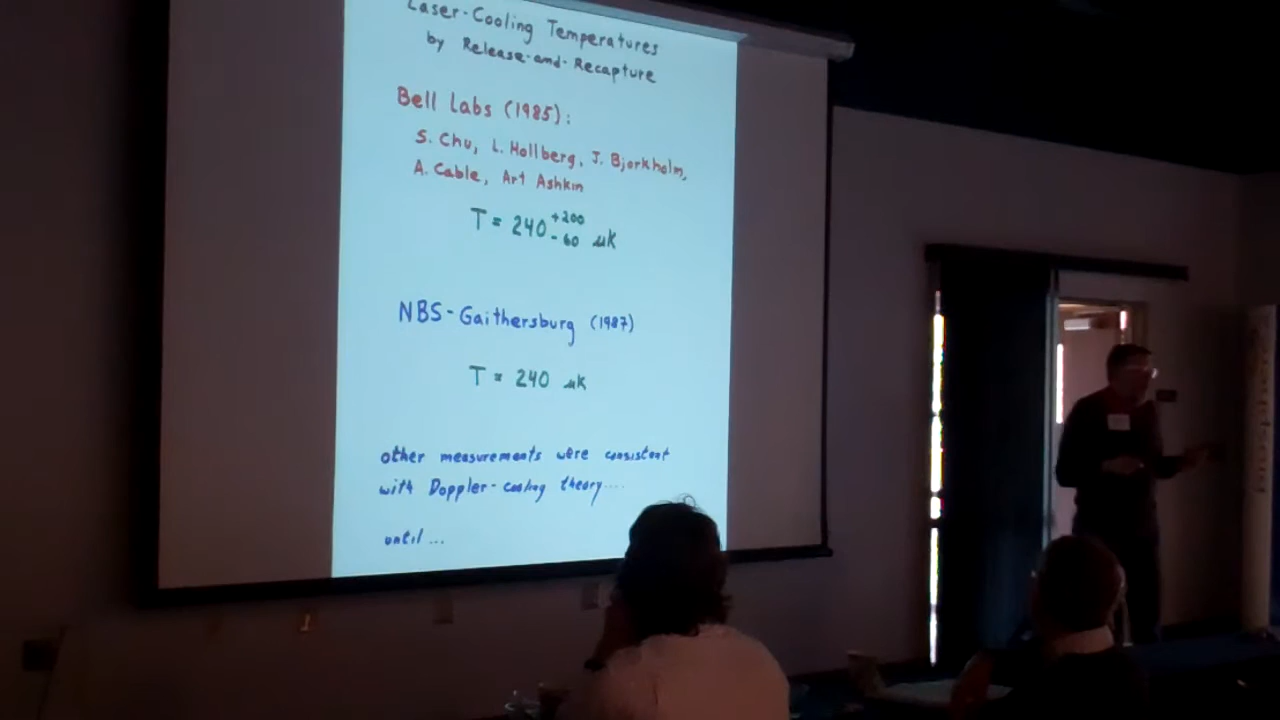 Laser-Cooling Temperatures
by Release-and-Recapture
Bell Labs (1985):
S. Chu, L. Hollberg, J. Bjorkholm,
A. Cable, Art Ashkin
T = 240 +200 -60 μK
NBS-Gaithersburg (1987)
T = 240 μK
other measurements were consistent
with Doppler-cooling theory....
until ...